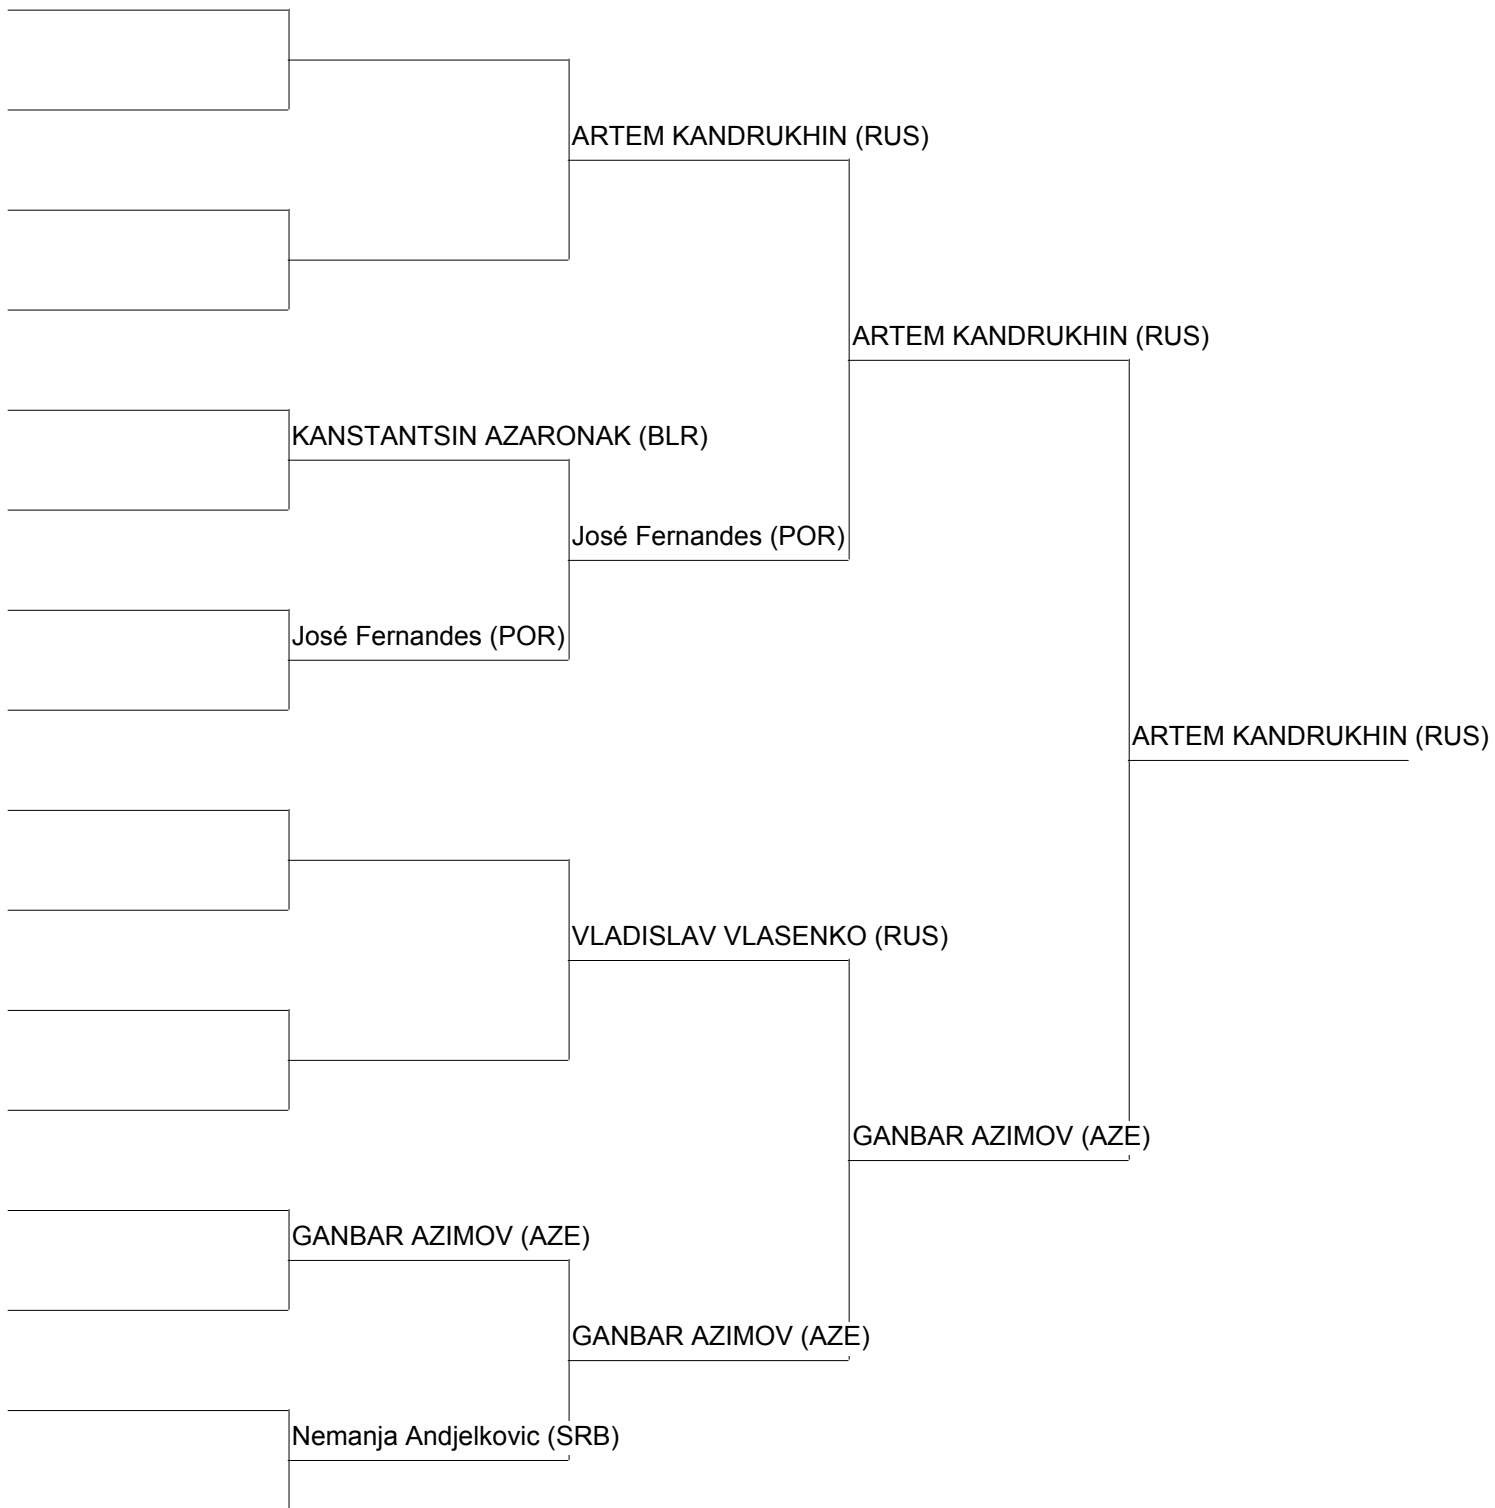 ARTEM KANDRUKHIN (RUS)
ARTEM KANDRUKHIN (RUS)
KANSTANTSIN AZARONAK (BLR)
José Fernandes (POR)
José Fernandes (POR)
ARTEM KANDRUKHIN (RUS)
VLADISLAV VLASENKO (RUS)
GANBAR AZIMOV (AZE)
GANBAR AZIMOV (AZE)
GANBAR AZIMOV (AZE)
Nemanja Andjelkovic (SRB)